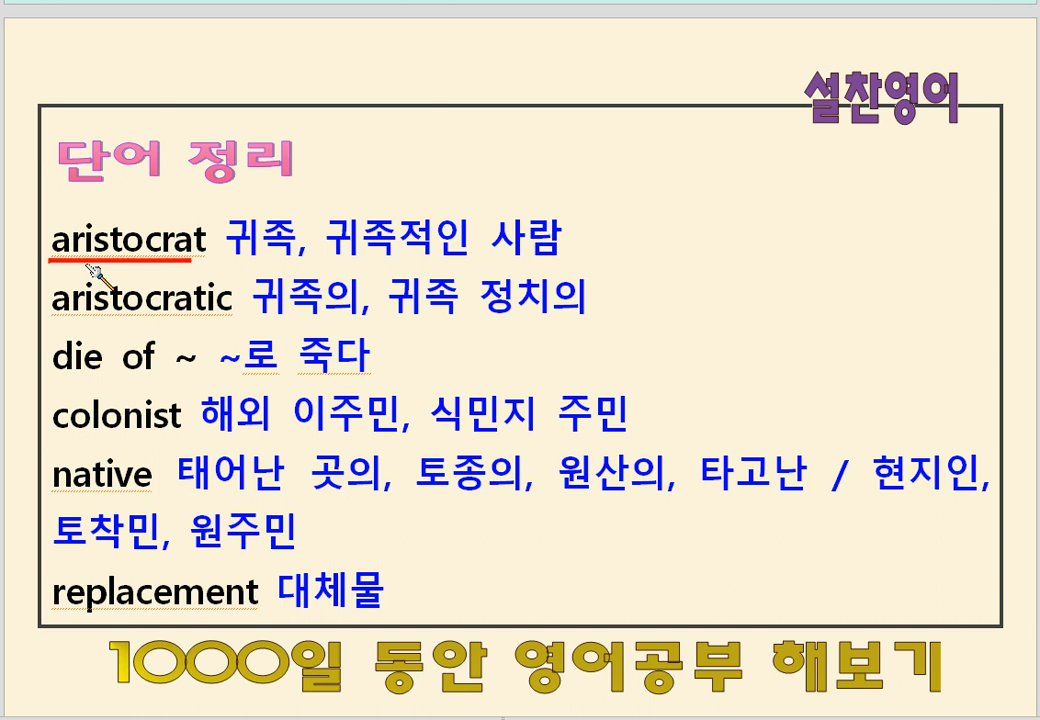 설찬영어
단어 정리
aristocrat 귀족, 귀족적인 사람
aristocratic 귀족의, 귀족 정치의
die of ~ ~로 죽다
colonist 해외 이주민, 식민지 주민
native 태어난 곳의, 토종의, 원산의, 타고난 / 현지인,
토착민, 원주민
replacement 대체물
1000일 동안 영어공부 해보기